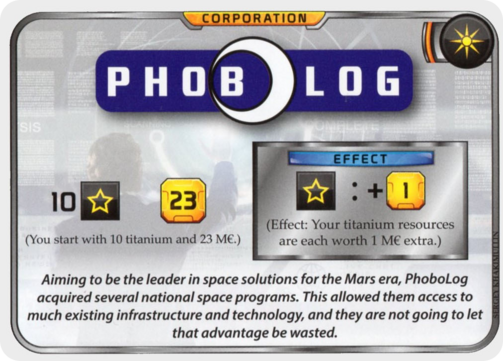 CORPORATION
PHOBOLOG
EFFECT
10 23
: + 1
(You start with 10 titanium and 23 M€.)
(Effect: Your titanium resources
are each worth 1 M€ extra.)
Aiming to be the leader in space solutions for the Mars era, PhoboLog
acquired several national space programs. This allowed them access to
much existing infrastructure and technology, and they are not going to let
that advantage be wasted.